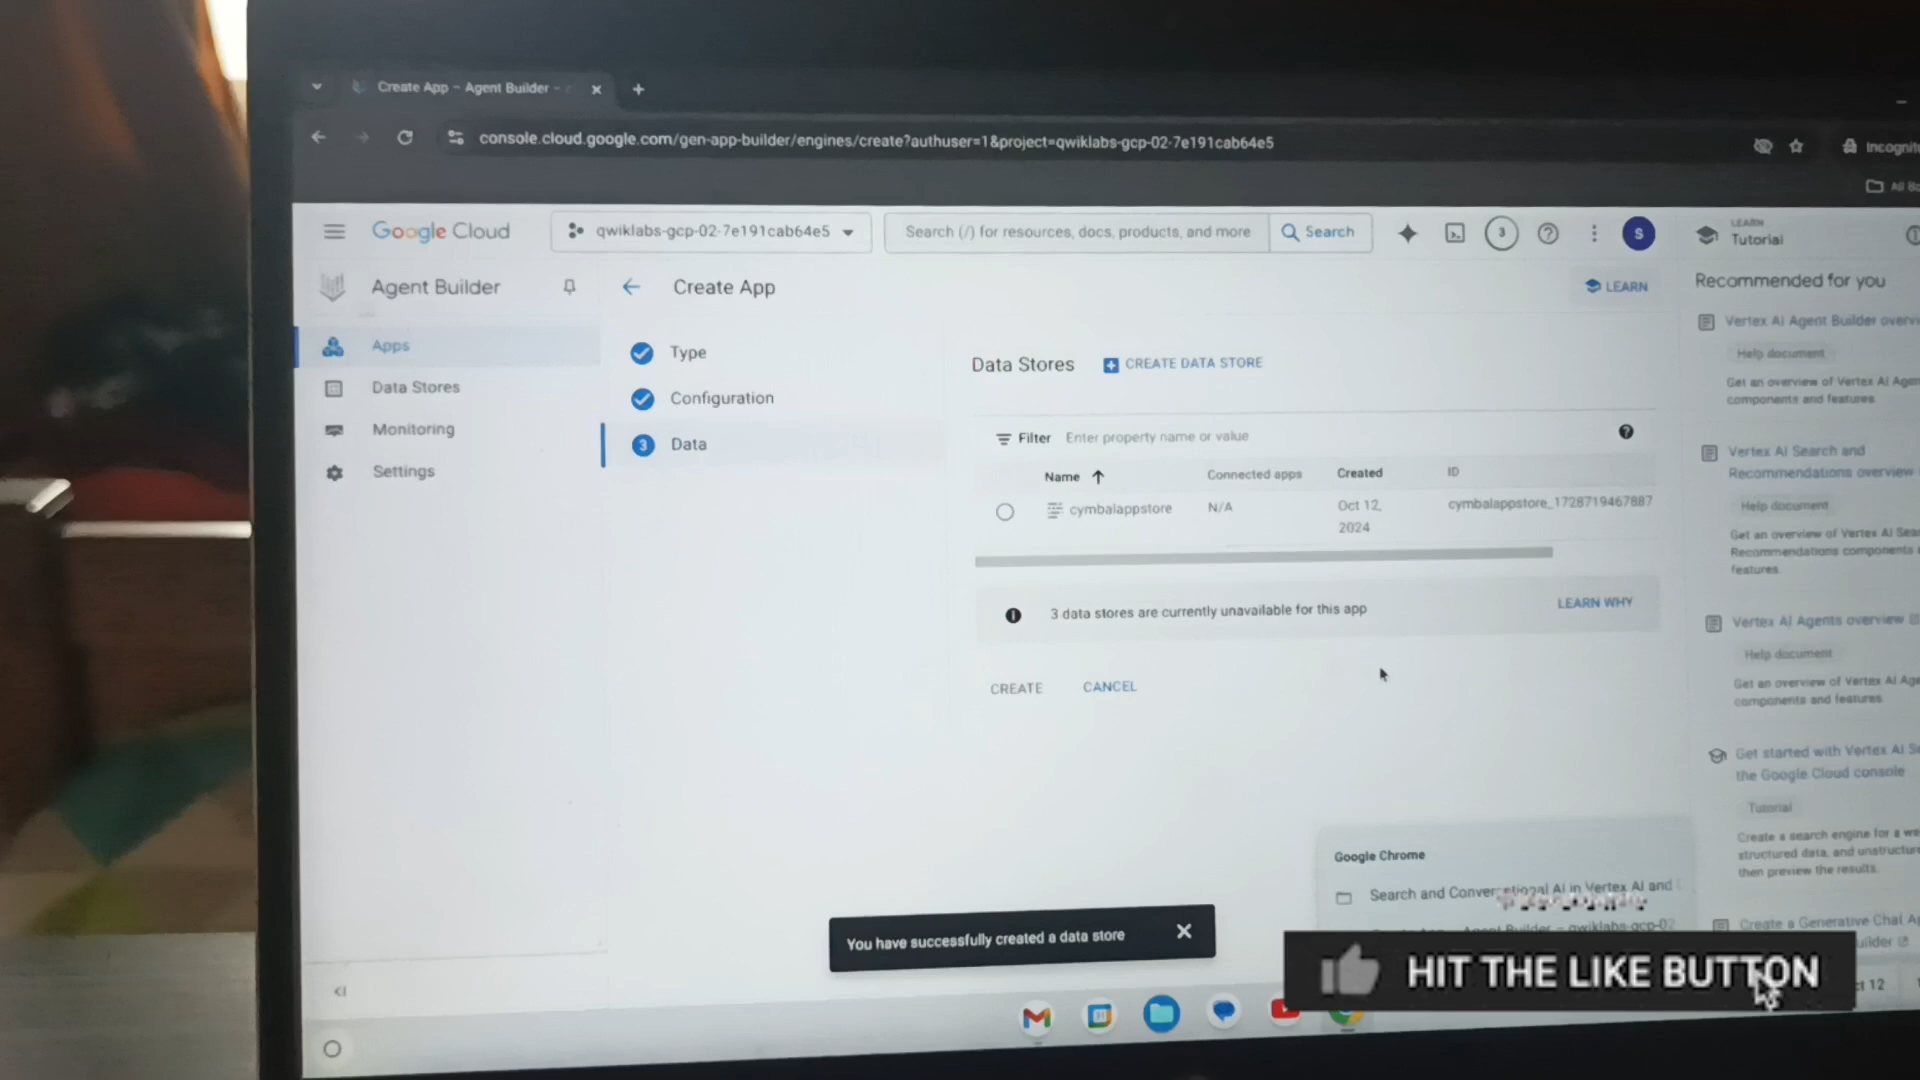 Create App – Agent Builder –
console.cloud.google.com/gen-app-builder/engines/create?authuser=1&project=qwiklabs-gcp-02-7e191cab64e5
Incognito
Google Cloud
qwiklabs-gcp-02-7e191cab64e5
Search (/) for resources, docs, products, and more
Search
3
S
LEARN
Tutorial
Agent Builder
Create App
LEARN
Recommended for you
Apps
Data Stores
Monitoring
Settings
Type
Configuration
3 Data
Data Stores
CREATE DATA STORE
Filter Enter property name or value
Name Connected apps Created ID
cymbalappstore N/A Oct 12, 2024 cymbalappstore_1728719467887
3 data stores are currently unavailable for this app
LEARN WHY
CREATE CANCEL
Vertex AI Agent Builder
Help document
Get an overview of Vertex AI
components and features.
Vertex AI Search and
Recommendations overview
Help document
Get an overview of Vertex AI
Recommendations components
features.
Vertex AI Agents overview
Help document
Get an overview of Vertex AI
components and features.
Get started with Vertex AI
the Google Cloud console
Tutorial
Create a search engine for a
structured data, and
then preview the results.
Create a Generative Chat
Google Chrome
Search and Conversational AI in Vertex AI and
Agent Builder – qwiklabs-gcp-02
You have successfully created a data store
HIT THE LIKE BUTTON
12